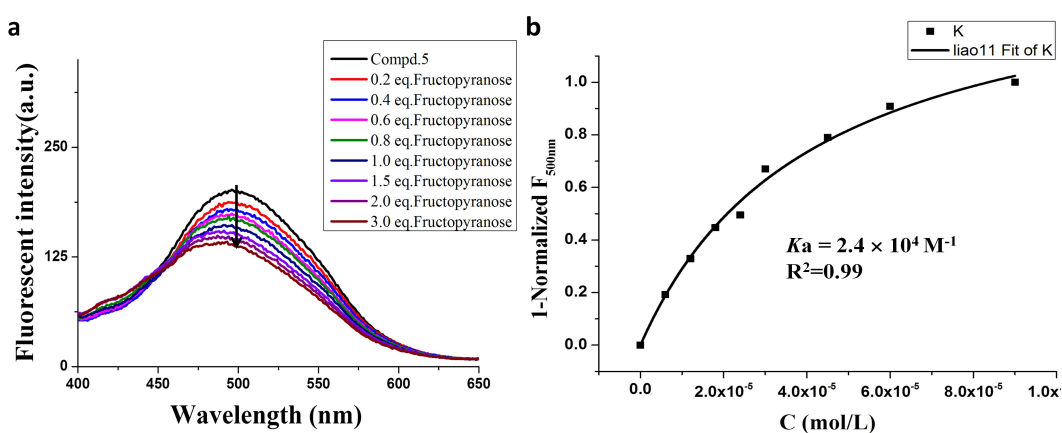 a
Fluorescent intensity(a.u.)
250
125
0
400
450
500
550
600
650
Wavelength (nm)
Compd.5
0.2 eq.Fructopyranose
0.4 eq.Fructopyranose
0.6 eq.Fructopyranose
0.8 eq.Fructopyranose
1.0 eq.Fructopyranose
1.5 eq.Fructopyranose
2.0 eq.Fructopyranose
3.0 eq.Fructopyranose
b
K
liao11 Fit of K
1-Normalized F500nm
1.0
0.8
0.6
0.4
0.2
0.0
Ka = 2.4 × 10⁴ M⁻¹
R²=0.99
0.0
2.0x10⁻⁵
4.0x10⁻⁵
6.0x10⁻⁵
8.0x10⁻⁵
1.0x
C (mol/L)